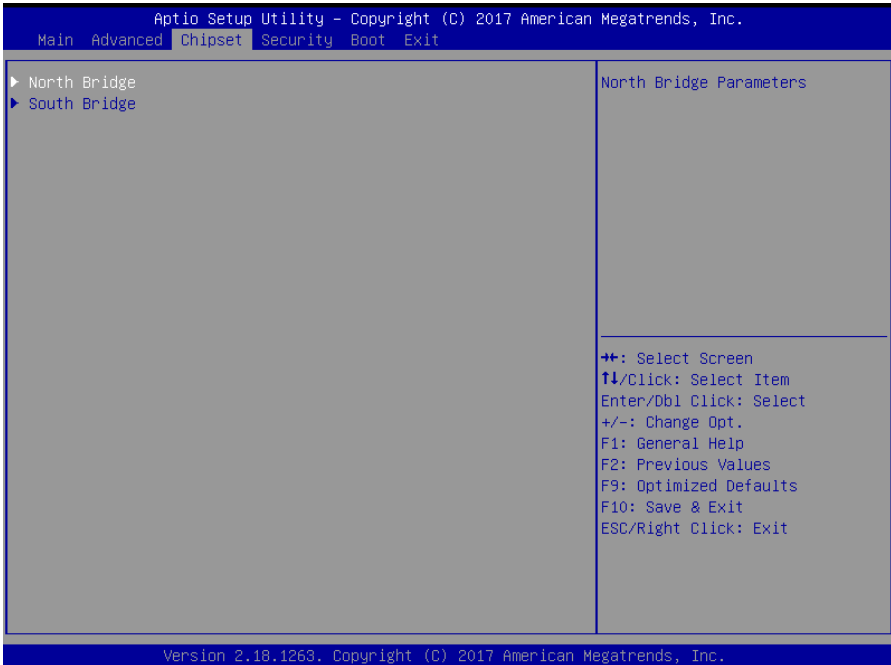 Aptio Setup Utility – Copyright (C) 2017 American Megatrends, Inc.
Main Advanced Chipset Security Boot Exit
▶ North Bridge
▶ South Bridge
North Bridge Parameters
→←: Select Screen
↑↓/Click: Select Item
Enter/Dbl Click: Select
+/-: Change Opt.
F1: General Help
F2: Previous Values
F9: Optimized Defaults
F10: Save & Exit
ESC/Right Click: Exit
Version 2.18.1263. Copyright (C) 2017 American Megatrends, Inc.